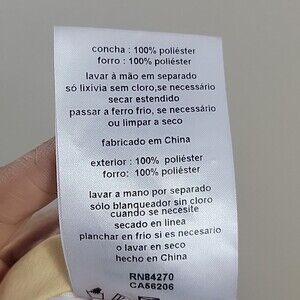 concha : 100% poliéster
forro : 100% poliéster
lavar à mão em separado
só lixívia sem cloro,se necessário
secar estendido
passar a ferro frio, se necessário
ou limpar a seco
fabricado em China
exterior : 100% poliéster
forro: 100% poliéster
lavar a mano por separado
sólo blanqueador sin cloro
cuando se necesite
secado en linea
planchar en frío si es necesario
o lavar en seco
hecho en China
RN84270
CA56206